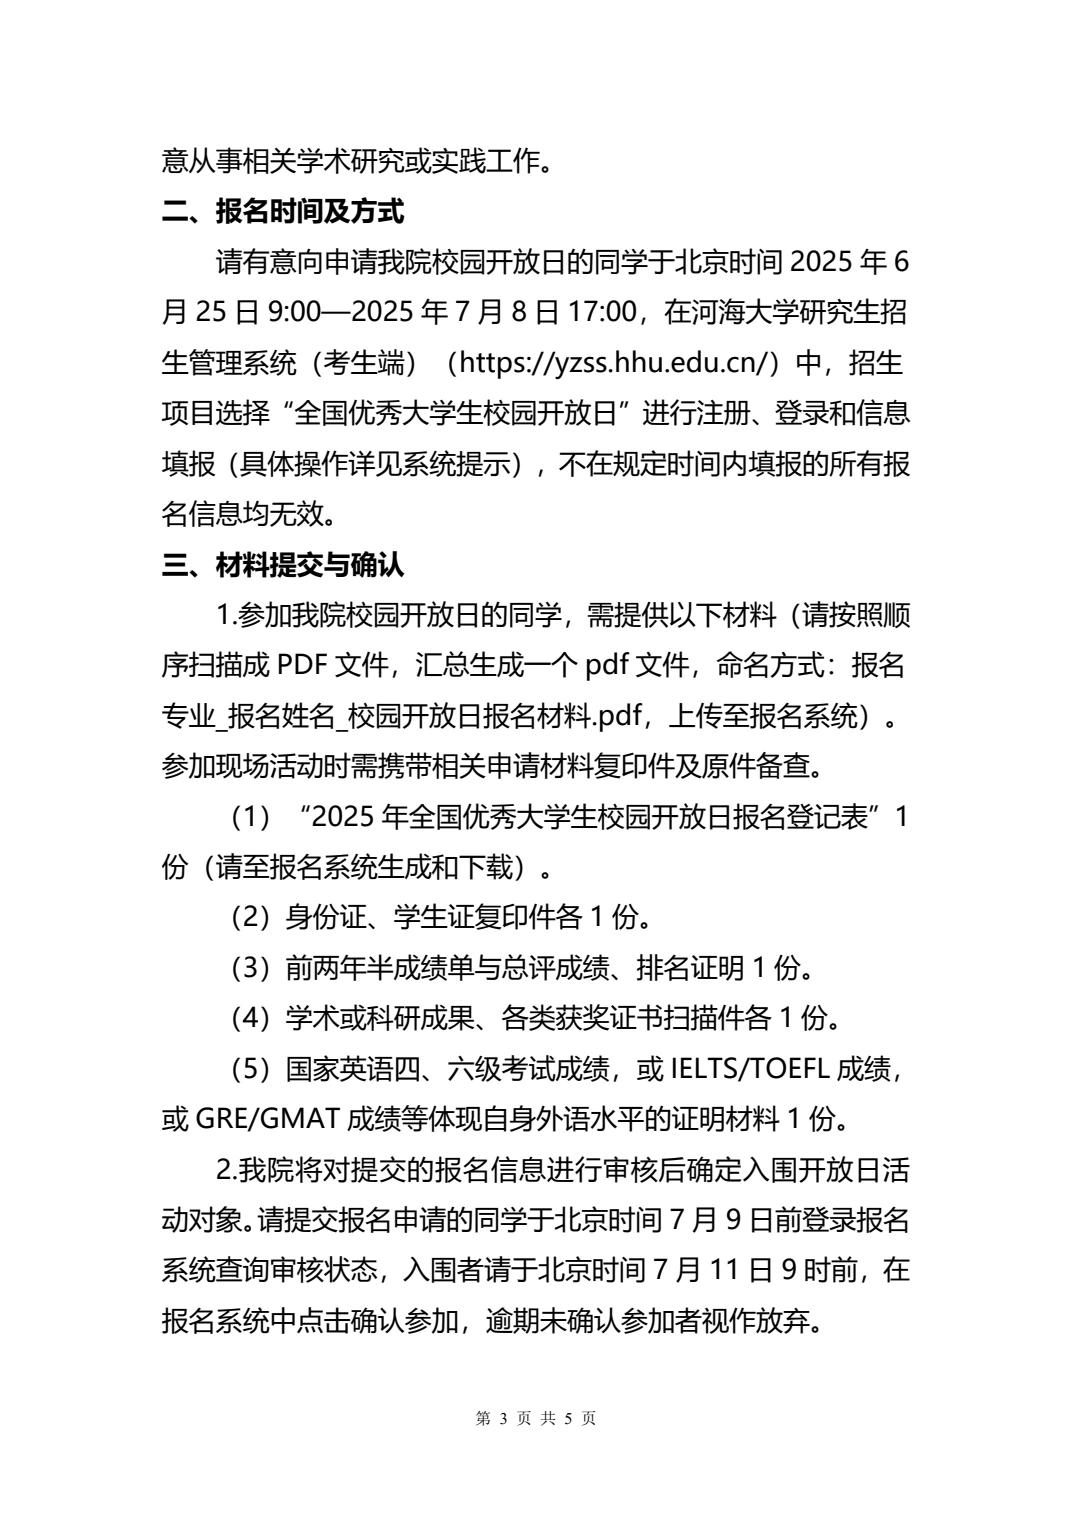 意从事相关学术研究或实践工作。
二、报名时间及方式
请有意向申请我院校园开放日的同学于北京时间 2025 年 6
月 25 日 9:00—2025 年 7 月 8 日 17:00，在河海大学研究生招
生管理系统（考生端）（https://yzss.hhu.edu.cn/）中，招生
项目选择“全国优秀大学生校园开放日”进行注册、登录和信息
填报（具体操作详见系统提示），不在规定时间内填报的所有报
名信息均无效。
三、材料提交与确认
1.参加我院校园开放日的同学，需提供以下材料（请按照顺
序扫描成 PDF 文件，汇总生成一个 pdf 文件，命名方式：报名
专业_报名姓名_校园开放日报名材料.pdf，上传至报名系统）。
参加现场活动时需携带相关申请材料复印件及原件备查。
（1）“2025 年全国优秀大学生校园开放日报名登记表”1
份（请至报名系统生成和下载）。
（2）身份证、学生证复印件各 1 份。
（3）前两年半成绩单与总评成绩、排名证明 1 份。
（4）学术或科研成果、各类获奖证书扫描件各 1 份。
（5）国家英语四、六级考试成绩，或 IELTS/TOEFL 成绩，
或 GRE/GMAT 成绩等体现自身外语水平的证明材料 1 份。
2.我院将对提交的报名信息进行审核后确定入围开放日活
动对象。请提交报名申请的同学于北京时间 7 月 9 日前登录报名
系统查询审核状态，入围者请于北京时间 7 月 11 日 9 时前，在
报名系统中点击确认参加，逾期未确认参加者视作放弃。
第 3 页 共 5 页